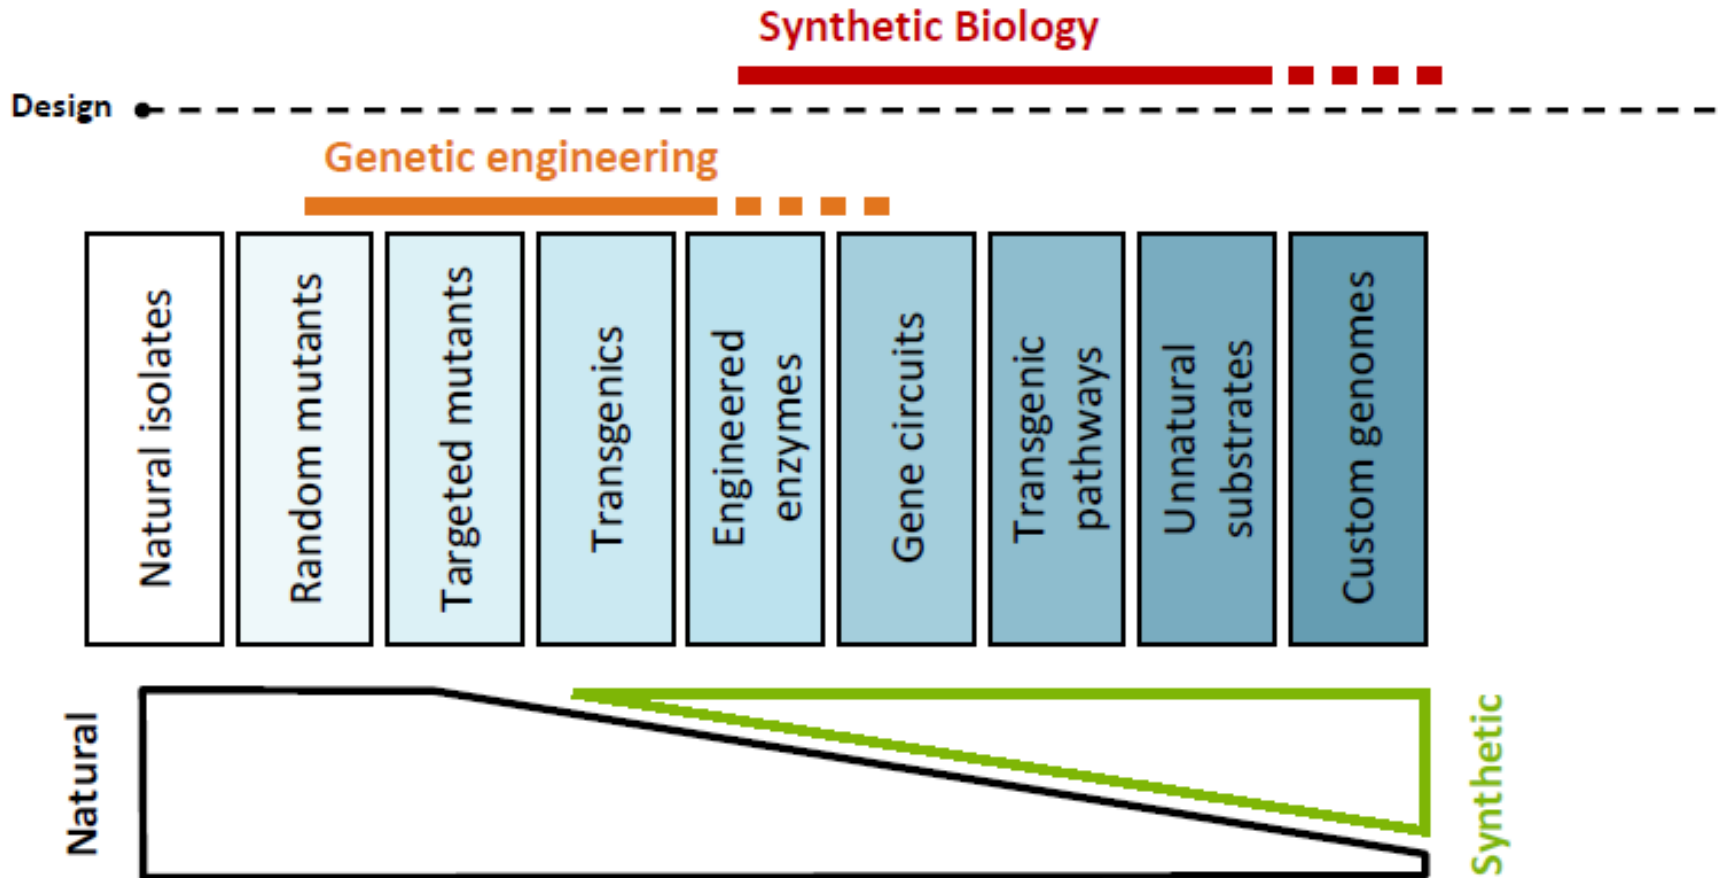 Synthetic Biology
Design
Genetic engineering
Natural isolates
Random mutants
Targeted mutants
Transgenics
Engineered
enzymes
Gene circuits
Transgenic
pathways
Unnatural
substrates
Custom genomes
Natural
Synthetic